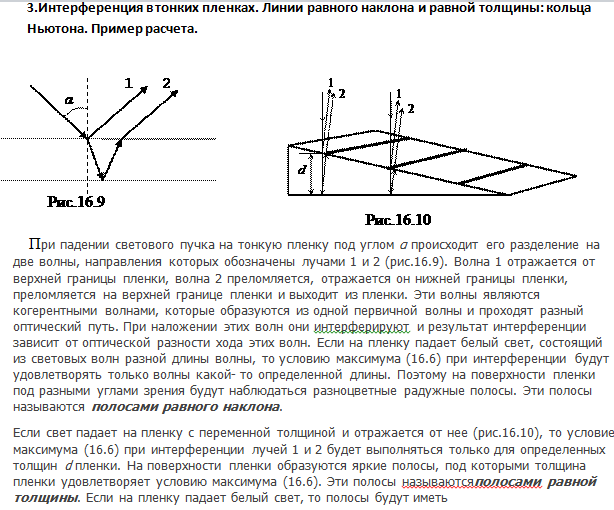 3.Интерференция в тонких пленках. Линии равного наклона и равной толщины: кольца
Ньютона. Пример расчета.
α
1
2
Рис.16.9
1
2
1
2
d
Рис.16.10
При падении светового пучка на тонкую пленку под углом α происходит его разделение на
две волны, направления которых обозначены лучами 1 и 2 (рис.16.9). Волна 1 отражается от
верхней границы пленки, волна 2 преломляется, отражается он нижней границы пленки,
преломляется на верхней границе пленки и выходит из пленки. Эти волны являются
когерентными волнами, которые образуются из одной первичной волны и проходят разный
оптический путь. При наложении этих волн они интерферируют и результат интерференции
зависит от оптической разности хода этих волн. Если на пленку падает белый свет, состоящий
из световых волн разной длины волны, то условию максимума (16.6) при интерференции будут
удовлетворять только волны какой- то определенной длины. Поэтому на поверхности пленки
под разными углами зрения будут наблюдаться разноцветные радужные полосы. Эти полосы
называются полосами равного наклона.
Если свет падает на пленку с переменной толщиной и отражается от нее (рис.16.10), то условие
максимума (16.6) при интерференции лучей 1 и 2 будет выполняться только для определенных
толщин d пленки. На поверхности пленки образуются яркие полосы, под которыми толщина
пленки удовлетворяет условию максимума (16.6). Эти полосы называютсяполосами равной
толщины. Если на пленку падает белый свет, то полосы будут иметь